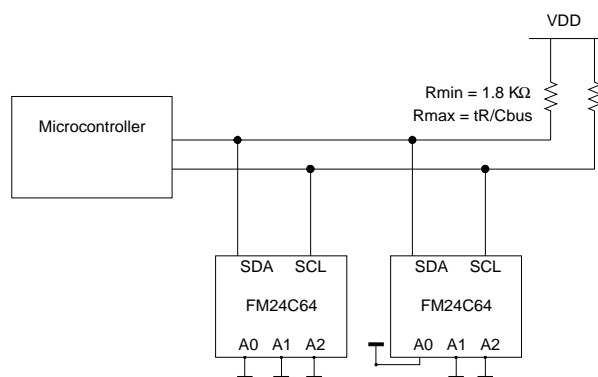 VDD
Rmin = 1.8 KΩ
Rmax = tR/Cbus
Microcontroller
SDA SCL
SDA SCL
FM24C64
FM24C64
A0 A1 A2
A0 A1 A2